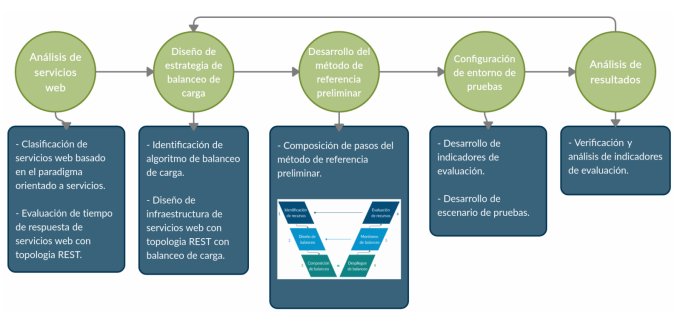 Análisis de
servicios
web
Diseño de
estrategia de
balanceo de
carga
Desarrollo del
método de
referencia
preliminar
Configuración
de entorno de
pruebas
Análisis de
resultados
- Clasificación de
servicios web basado
en el paradigma
orientado a servicios.
- Evaluación de tiempo
de respuesta de
servicios web con
topología REST.
- Identificación de
algoritmo de balanceo
de carga.
- Diseño de
infraestructura de
servicios web con
topología REST con
balanceo de carga.
- Composición de pasos del
método de referencia
preliminar.
Identificación
de recursos
Evaluación
de recursos
Diseño de
balanceo
Monitoreo
de balanceo
Composición
de balanceo
Despliegue
de balanceo
- Desarrollo de
indicadores de
evaluación.
- Desarrollo de
escenario de pruebas.
- Verificación y
análisis de indicadores
de evaluación.